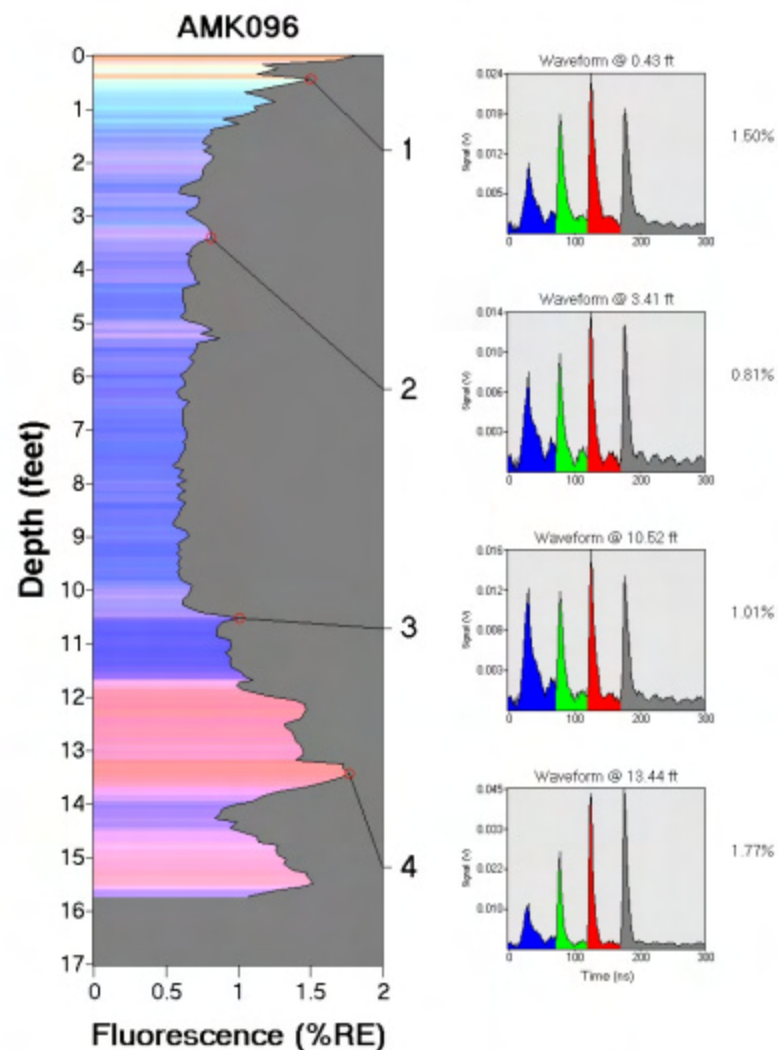 AMK096
0
1
2
3
4
5
6
7
8
9
10
11
12
13
14
15
16
17
Depth (feet)
0 0.5 1 1.5 2
Fluorescence (%RE)
1
2
3
4
Waveform @ 0.43 ft
0.024
0.018
0.012
0.005
Signal (V)
0 100 200 300
1.50%
Waveform @ 3.41 ft
0.014
0.010
0.006
0.003
Signal (V)
0 100 200 300
0.81%
Waveform @ 10.52 ft
0.016
0.012
0.008
0.003
Signal (V)
0 100 200 300
1.01%
Waveform @ 13.44 ft
0.045
0.033
0.022
0.010
Signal (V)
0 100 200 300
Time (ns)
1.77%